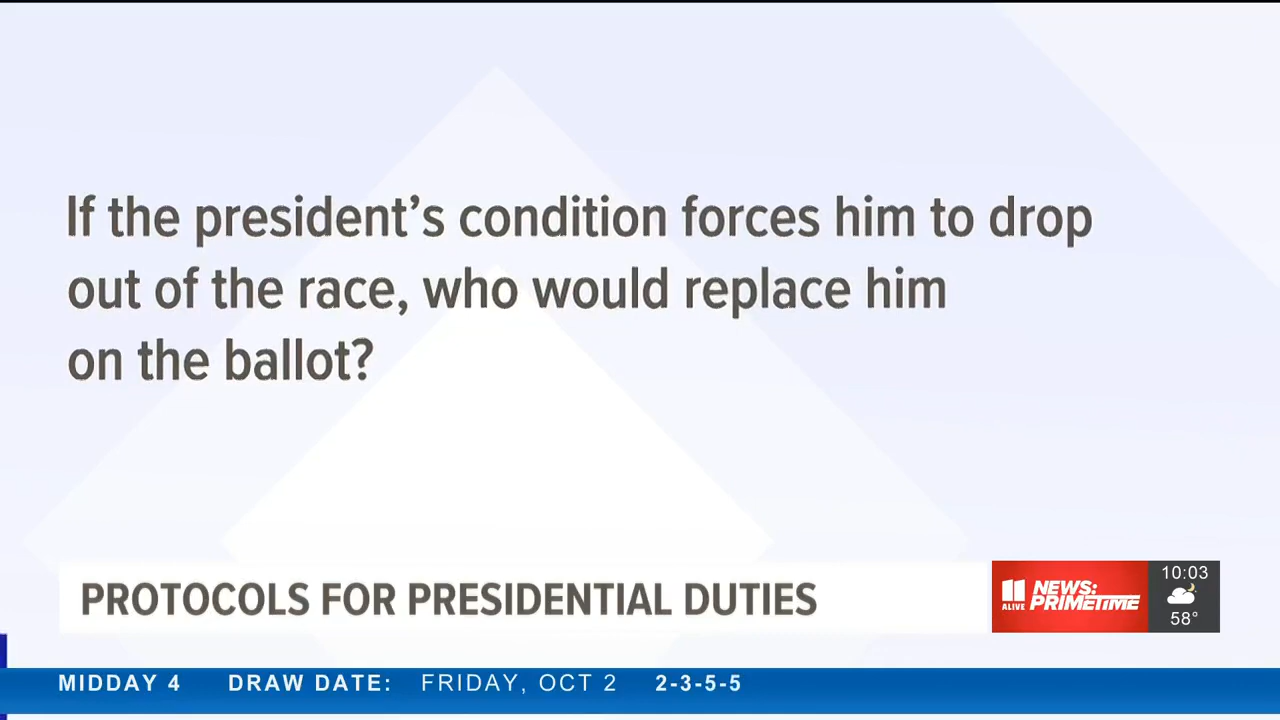 If the president’s condition forces him to drop
out of the race, who would replace him
on the ballot?
PROTOCOLS FOR PRESIDENTIAL DUTIES
11
ALIVE
NEWS:
PRIMETIME
10:03
58°
MIDDAY 4 DRAW DATE: FRIDAY, OCT 2 2-3-5-5